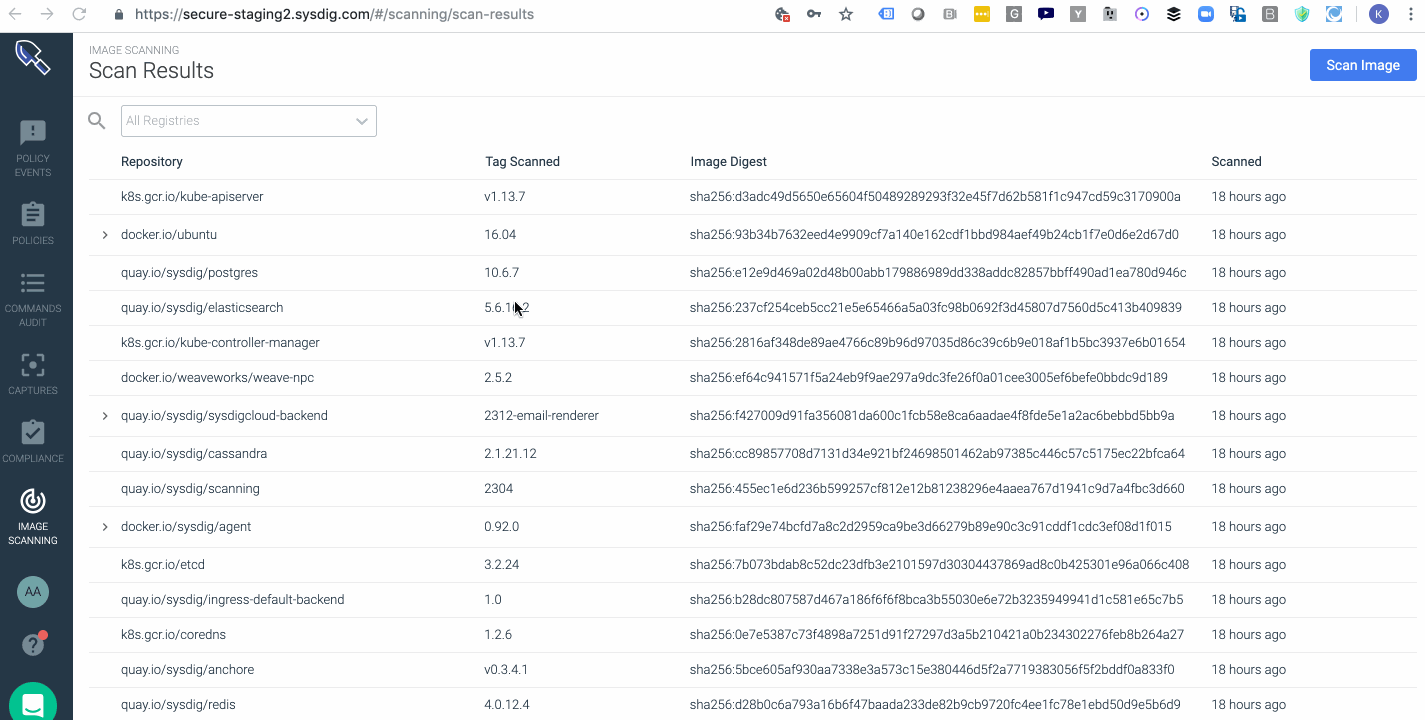 https://secure-staging2.sysdig.com/#/scanning/scan-results
K
IMAGE SCANNING
Scan Results
Scan Image
All Registries
POLICY
EVENTS
POLICIES
COMMANDS
AUDIT
CAPTURES
COMPLIANCE
IMAGE
SCANNING
AA
Repository Tag Scanned Image Digest Scanned
k8s.gcr.io/kube-apiserver v1.13.7 sha256:d3adc49d5650e65604f50489289293f32e45f7d62b581f1c947cd59c3170900a 18 hours ago
docker.io/ubuntu 16.04 sha256:93b34b7632eed4e9909cf7a140e162cdf1bbd984aef49b24cb1f7e0d6e2d67d0 18 hours ago
quay.io/sysdig/postgres 10.6.7 sha256:e12e9d469a02d48b00abb179886989dd338addc82857bbff490ad1ea780d946c 18 hours ago
quay.io/sysdig/elasticsearch sha256:237cf254ceb5cc21e5e65466a5a03fc98b0692f3d45807d7560d5c413b409839 18 hours ago
k8s.gcr.io/kube-controller-manager v1.13.7 sha256:2816af348de89ae4766c89b96d97035d86c39c6b9e018af1b5bc3937e6b01654 18 hours ago
docker.io/weaveworks/weave-npc 2.5.2 sha256:ef64c941571f5a24eb9f9ae297a9dc3fe26f0a01cee3005ef6befe0bbdc9d189 18 hours ago
quay.io/sysdig/sysdigcloud-backend 2312-email-renderer sha256:f427009d91fa356081da600c1fcb58e8ca6aadae4f8fde5e1a2ac6bebbd5bb9a 18 hours ago
quay.io/sysdig/cassandra 2.1.21.12 sha256:cc89857708d7131d34e921bf24698501462ab97385c446c57c5175ec22bfca64 18 hours ago
quay.io/sysdig/scanning 2304 sha256:455ec1e6d236b599257cf812e12b81238296e4aaea767d1941c9d7a4fbc3d660 18 hours ago
docker.io/sysdig/agent 0.92.0 sha256:faf29e74bcfd7a8c2d2959ca9be3d66279b89e90c3c91cddf1cdc3ef08d1f015 18 hours ago
k8s.gcr.io/etcd 3.2.24 sha256:7b073bdab8c52dc23dfb3e2101597d30304437869ad8c0b425301e96a066c408 18 hours ago
quay.io/sysdig/ingress-default-backend 1.0 sha256:b28dc807587d467a186f6f6f8bca3b55030e6e72b3235949941d1c581e65c7b5 18 hours ago
k8s.gcr.io/coredns 1.2.6 sha256:0e7e5387c73f4898a7251d91f27297d3a5b210421a0b234302276feb8b264a27 18 hours ago
quay.io/sysdig/anchore v0.3.4.1 sha256:5bce605af930aa7338e3a573c15e380446d5f2a7719383056f5f2bddf0a833f0 18 hours ago
quay.io/sysdig/redis 4.0.12.4 sha256:d28b0c6a793a16b6f47baada233de82b9cb9720fc4ee1fc78e1ebd50d9e5b6d9 18 hours ago